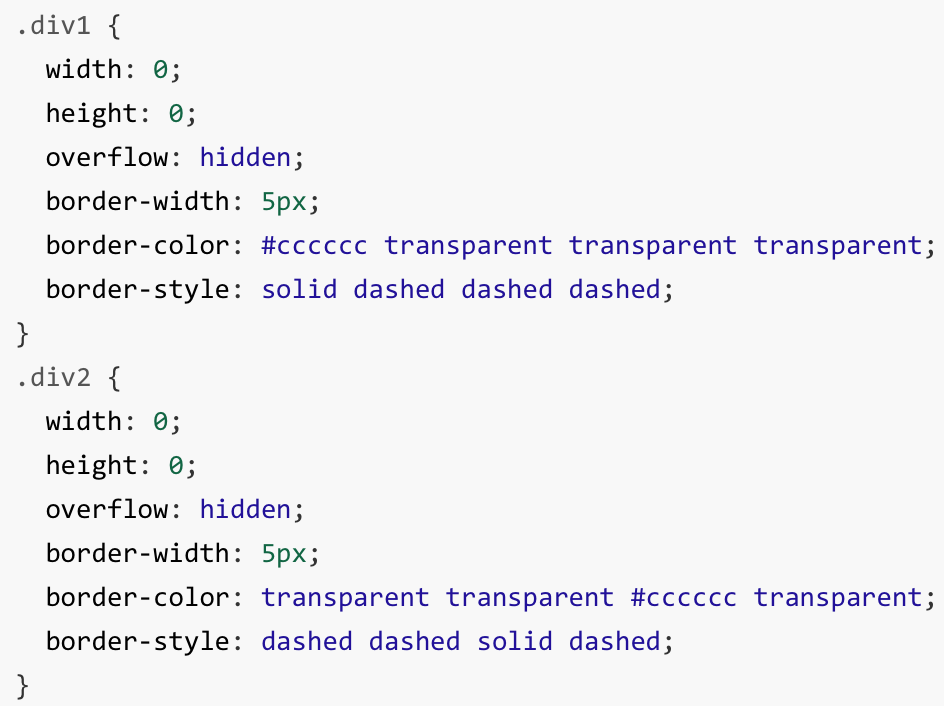 .div1 {
  width: 0;
  height: 0;
  overflow: hidden;
  border-width: 5px;
  border-color: #cccccc transparent transparent transparent;
  border-style: solid dashed dashed dashed;
}
.div2 {
  width: 0;
  height: 0;
  overflow: hidden;
  border-width: 5px;
  border-color: transparent transparent #cccccc transparent;
  border-style: dashed dashed solid dashed;
}